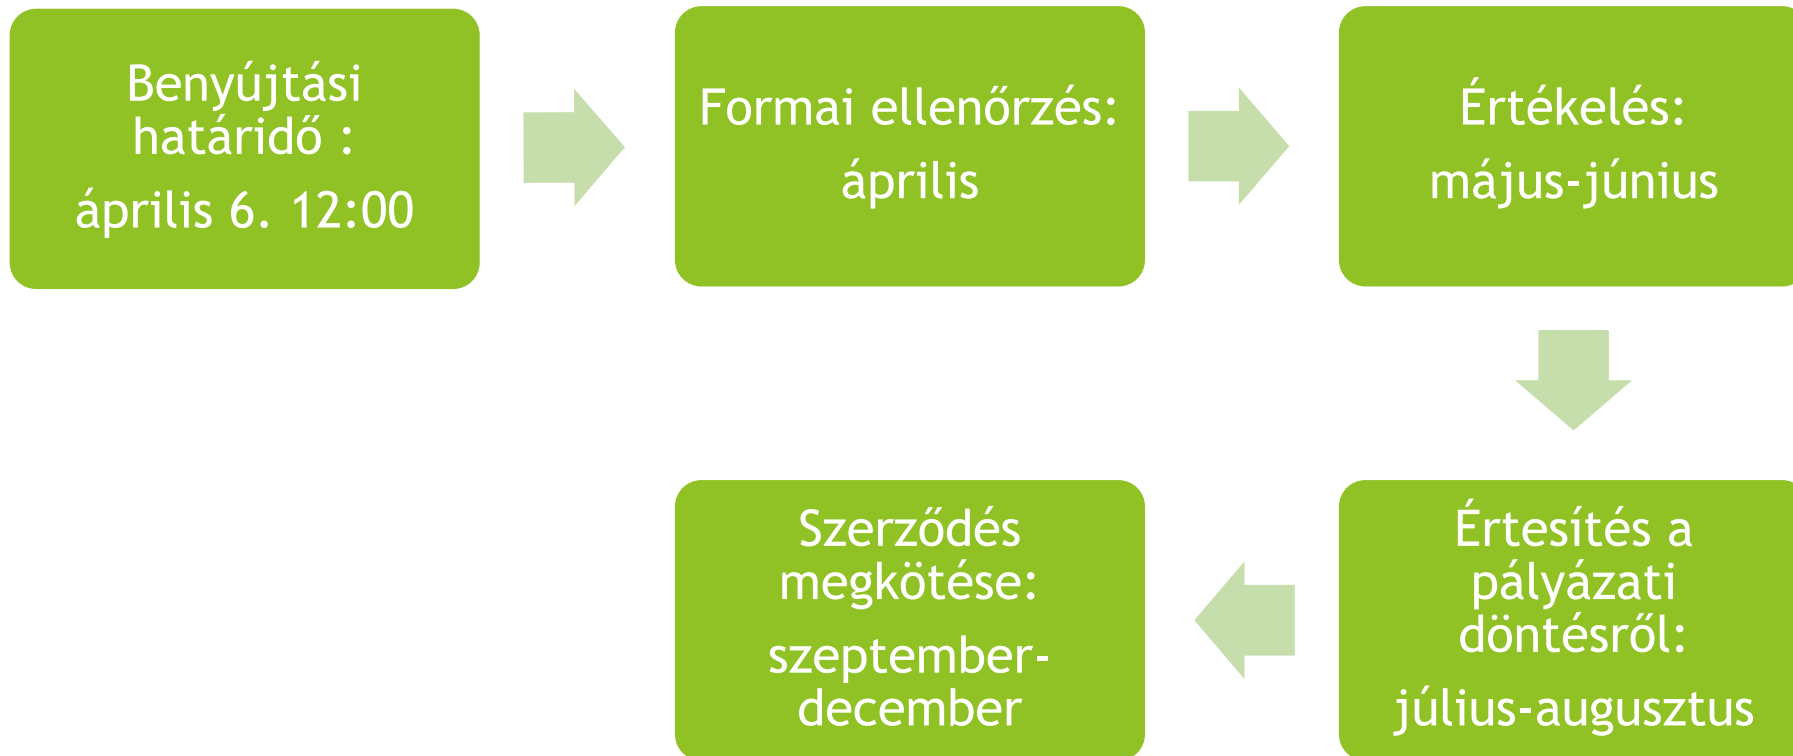 Benyújtási
határidő :
április 6. 12:00
Formai ellenőrzés:
április
Értékelés:
május-június
Értesítés a
pályázati
döntésről:
július-augusztus
Szerződés
megkötése:
szeptember-
december